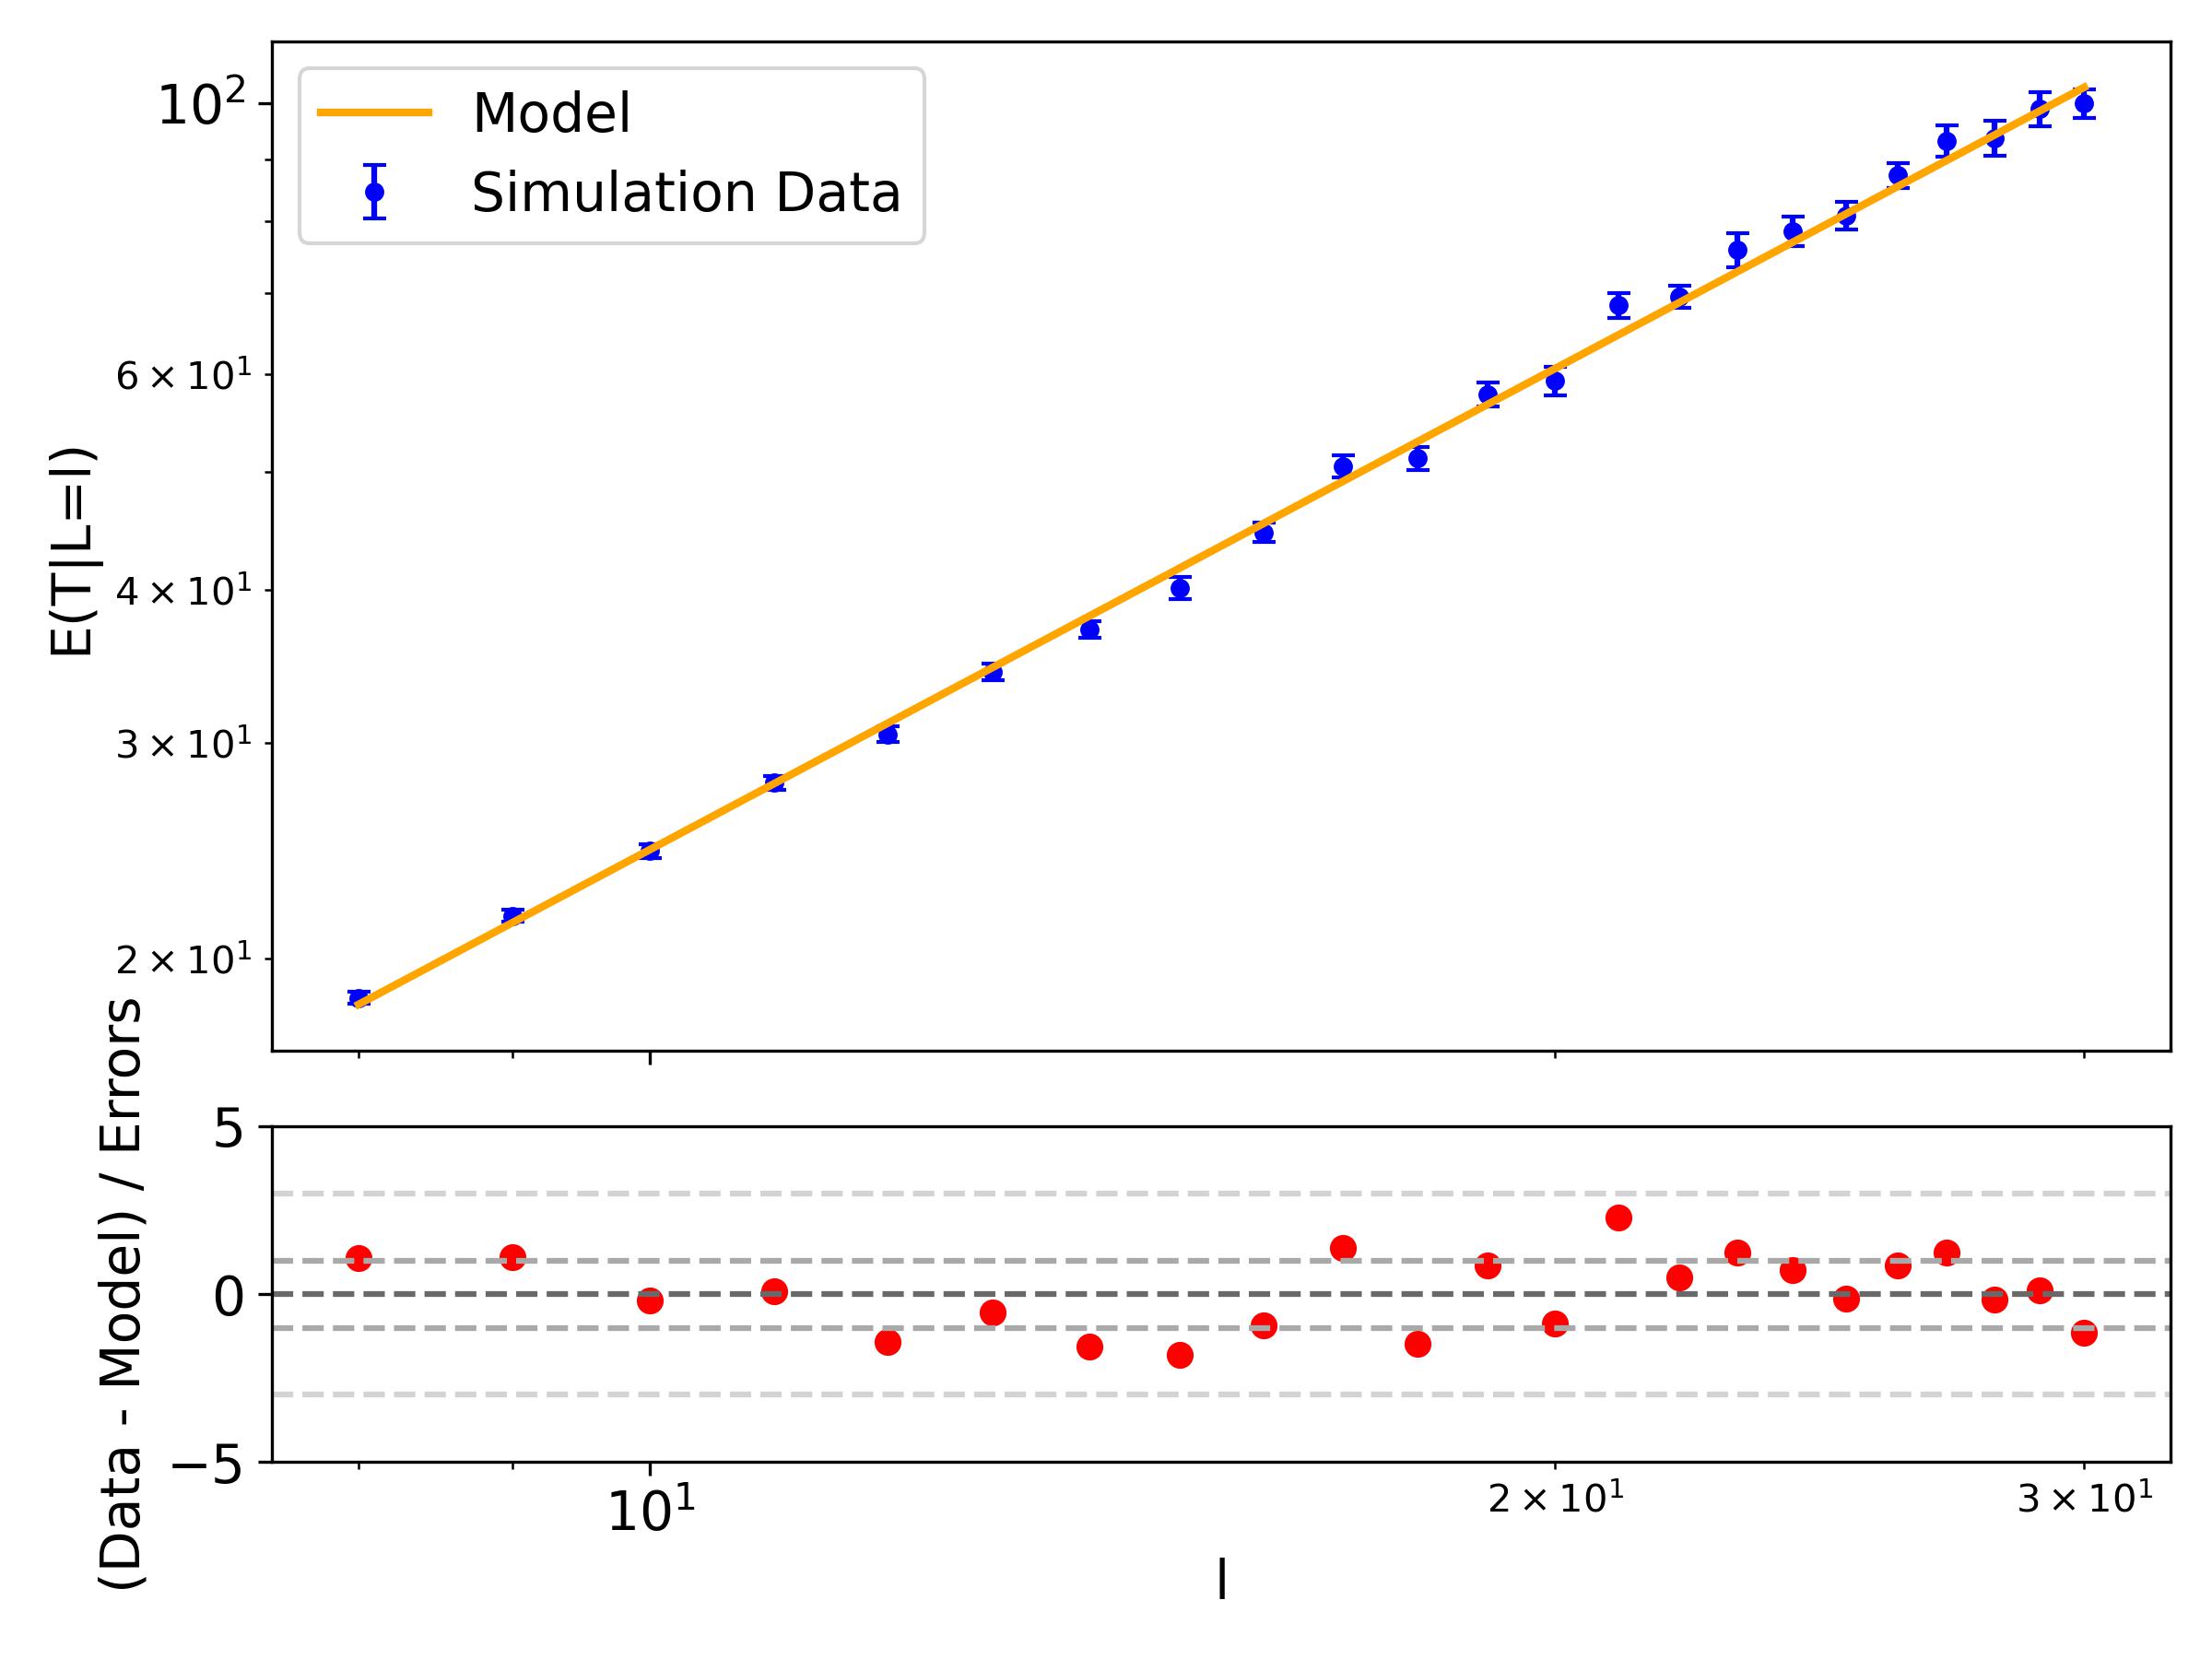 10²
6 × 10¹
4 × 10¹
3 × 10¹
2 × 10¹
E(T|L=l)
Model
Simulation Data
5
0
−5
(Data - Model) / Errors
10¹
2 × 10¹
3 × 10¹
l